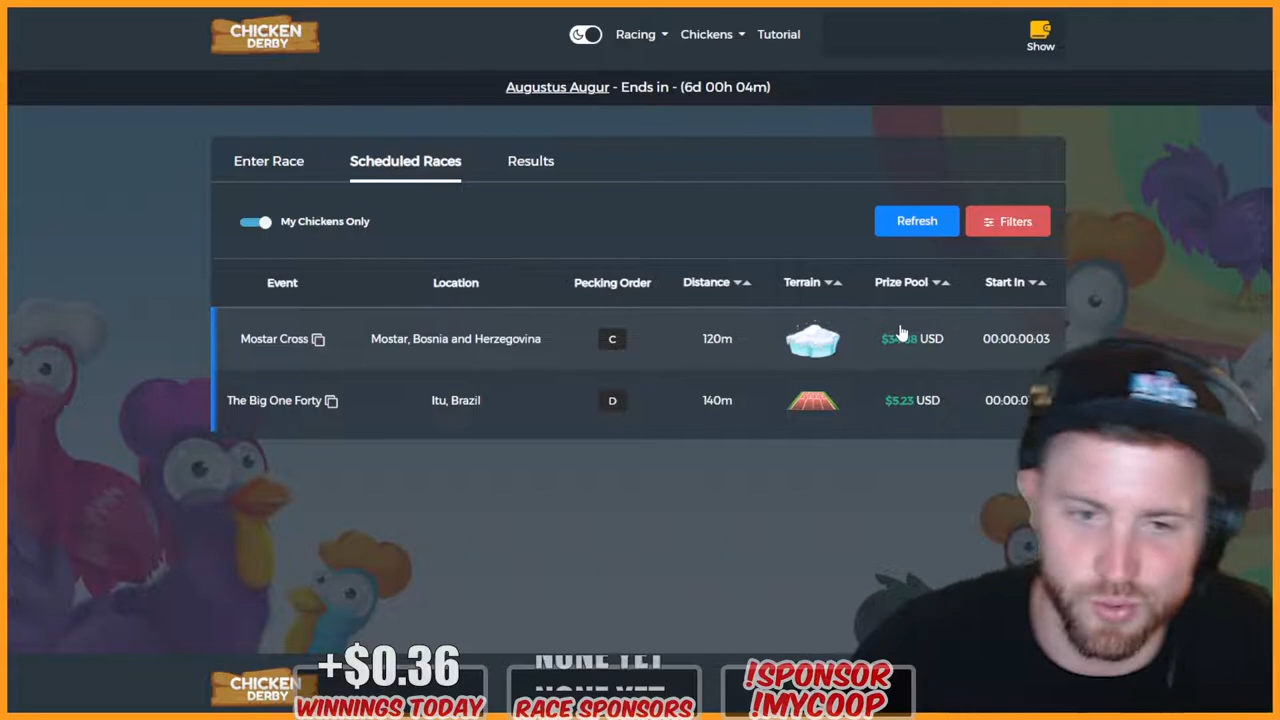 CHICKEN
DERBY
Racing Chickens Tutorial
Show
Augustus Augur - Ends in - (6d 00h 04m)
Enter Race Scheduled Races Results
My Chickens Only
Refresh Filters
Event Location Pecking Order Distance Terrain Prize Pool Start In
Mostar Cross Mostar, Bosnia and Herzegovina C 120m USD 00:00:00:03
The Big One Forty Itu, Brazil D 140m $5.23 USD
CHICKEN
DERBY
+$0.36
WINNINGS TODAY
NONE YET
RACE SPONSORS
!SPONSOR
!MYCOOP